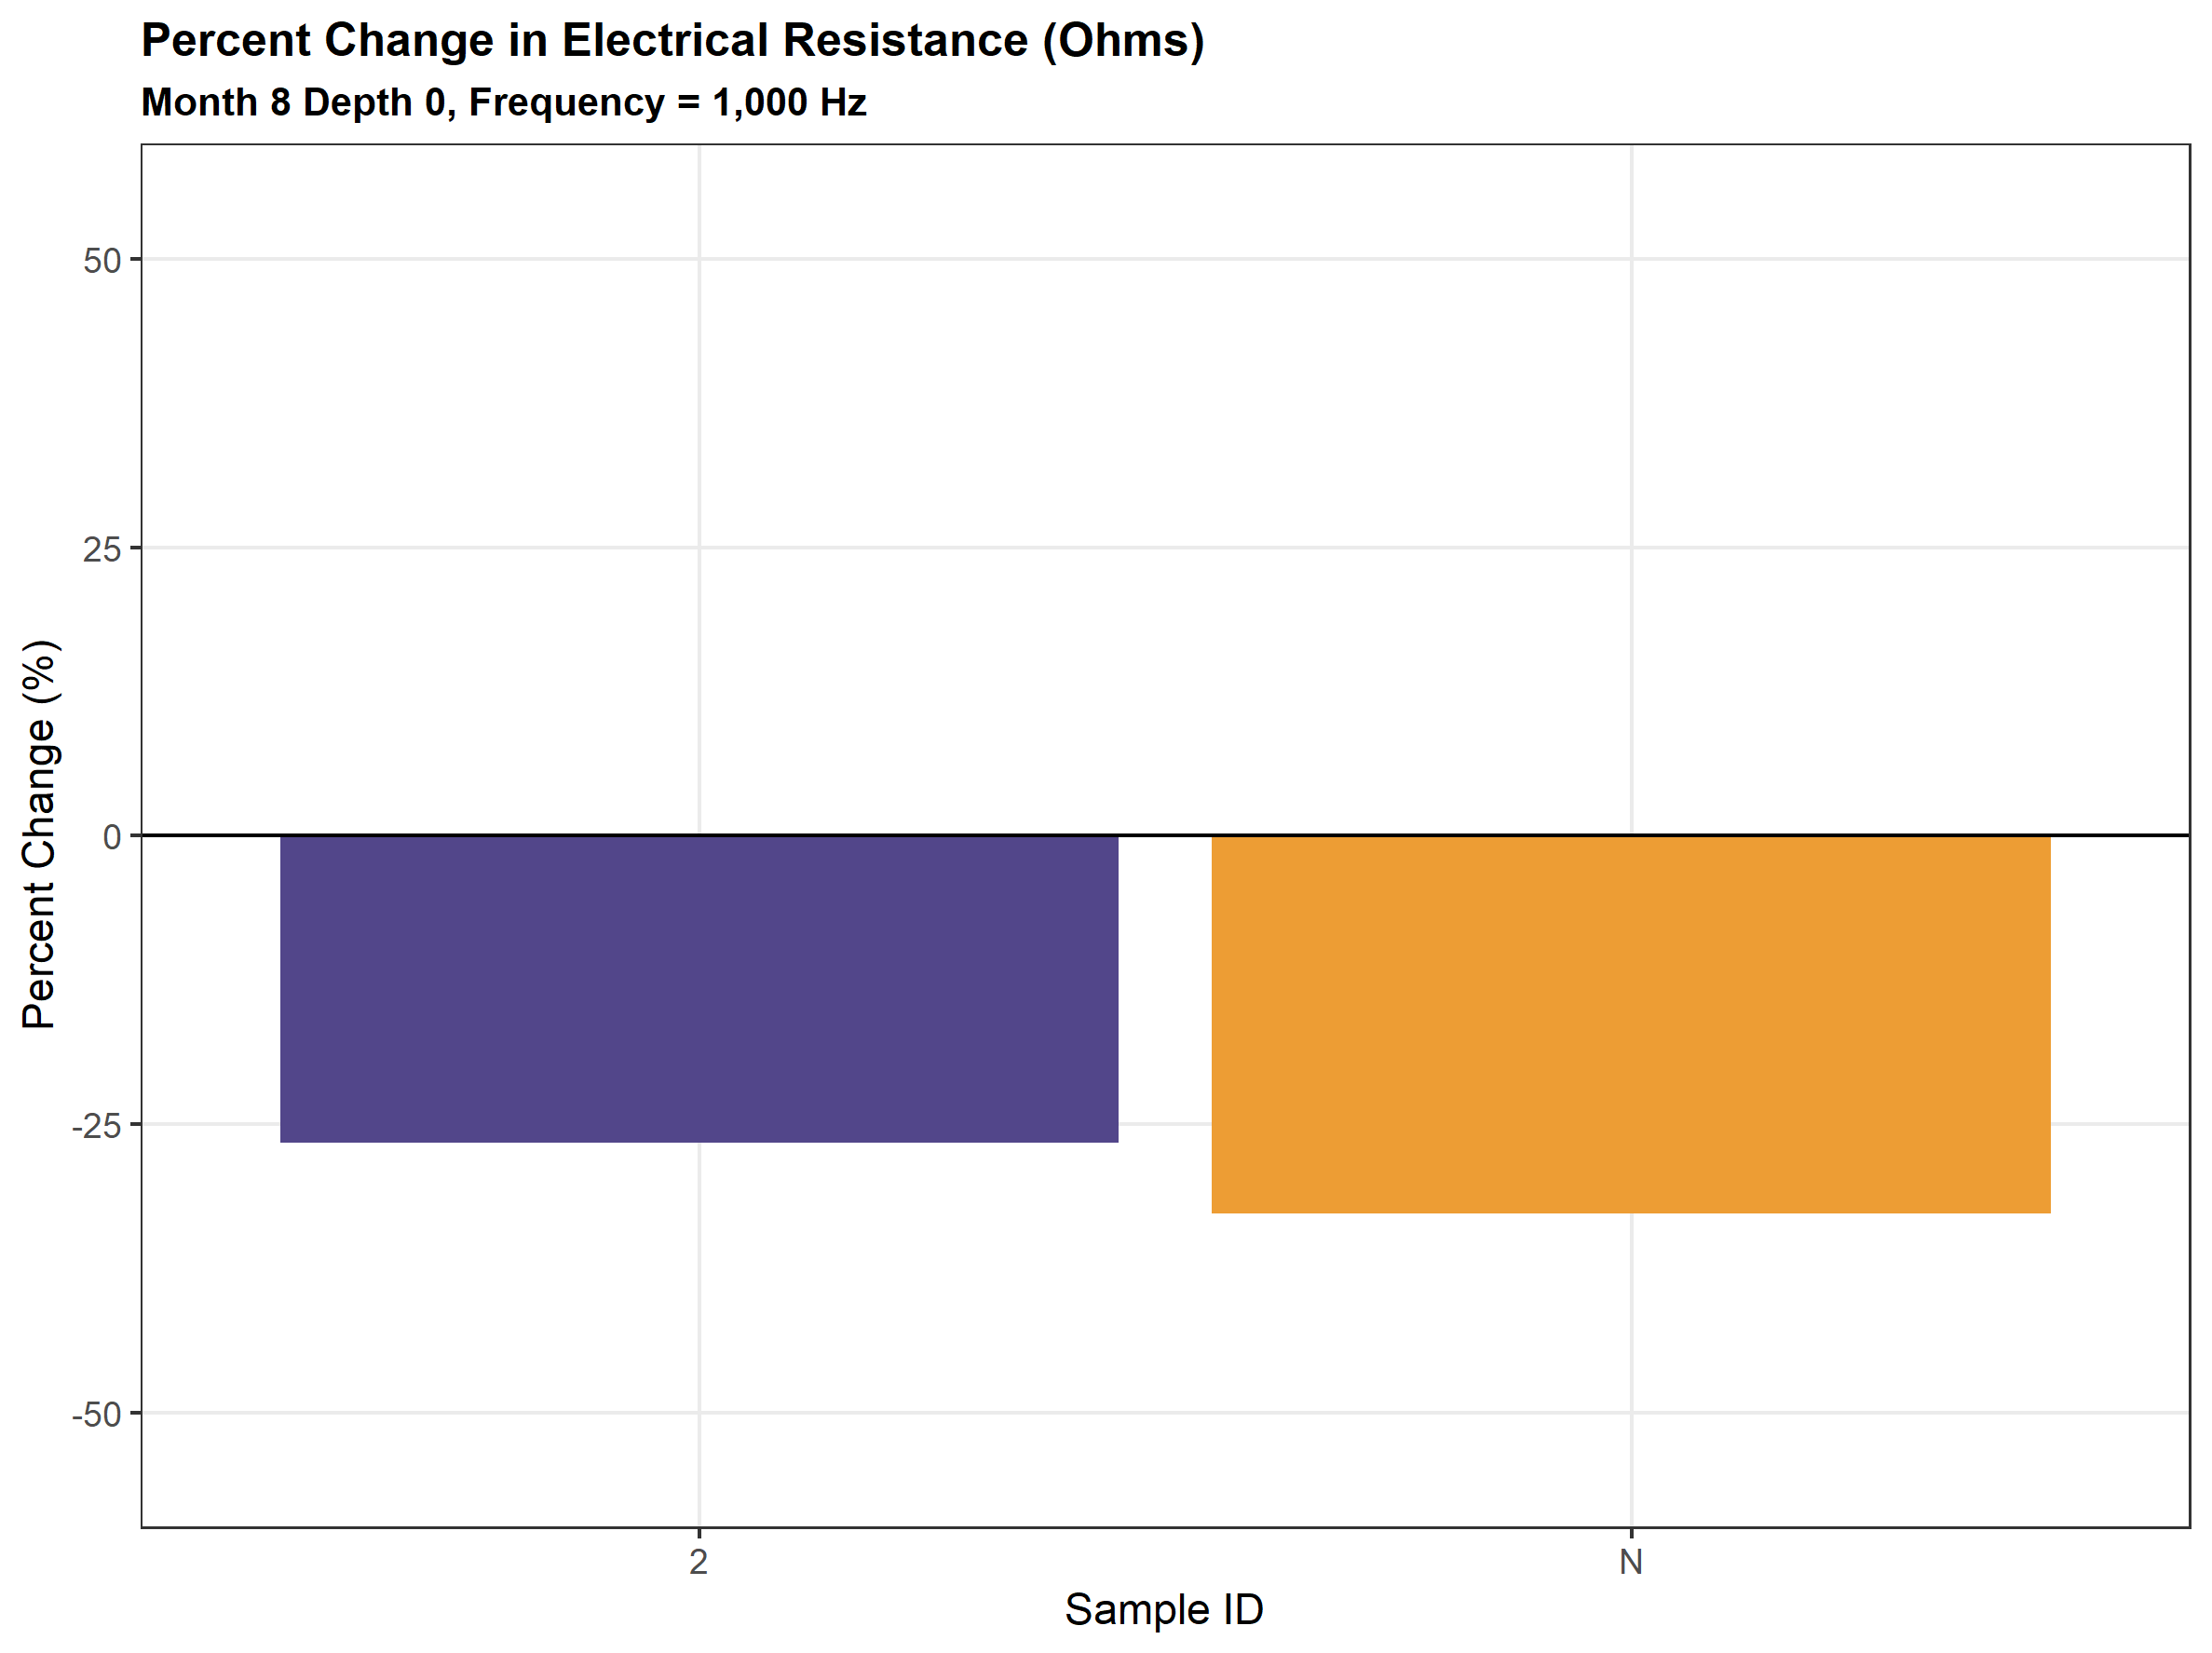 Percent Change in Electrical Resistance (Ohms)
Month 8 Depth 0, Frequency = 1,000 Hz
Percent Change (%)
50
25
0
-25
-50
2 N
Sample ID